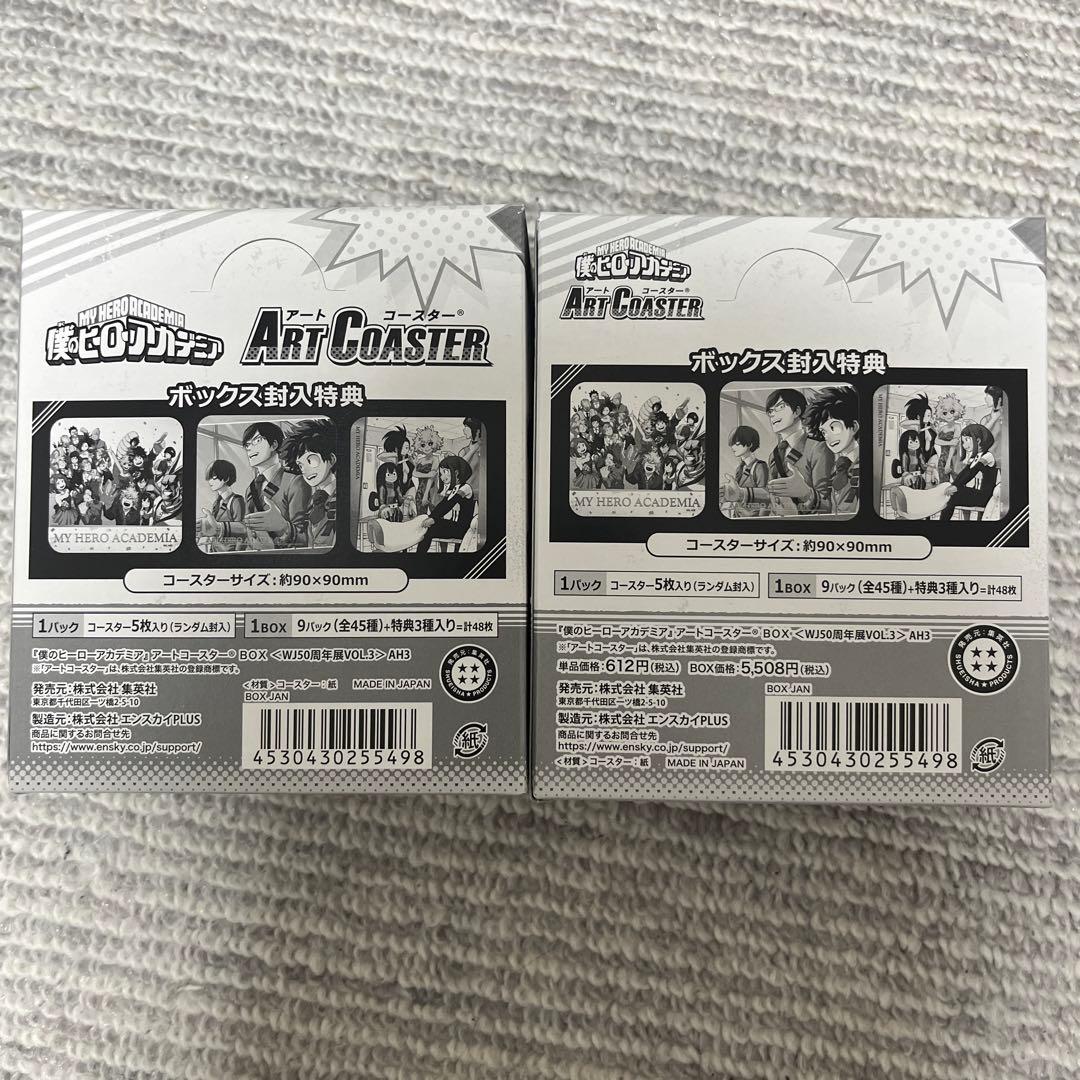 MY HERO ACADEMIA
僕のヒーローアカデミア
アート コースター®
ART COASTER
ボックス封入特典
MY HERO ACADEMIA
MY HERO ACADEMIA
コースターサイズ:約90×90mm
1パック コースター5枚入り(ランダム封入)
1BOX 9パック(全45種)+特典3種入り=計48枚
『僕のヒーローアカデミア』アートコースター® BOX <WJ50周年展VOL.3> AH3
※「アートコースター」は、株式会社集英社の登録商標です。
発売元:株式会社 集英社
東京都千代田区一ツ橋2-5-10
製造元:株式会社 エンスカイPLUS
商品に関するお問合せ先
https://www.ensky.co.jp/support/
<材質>コースター:紙 MADE IN JAPAN
BOX JAN
4530430255498
発売元:集英社
SHUEISHA★PRODUCTS
紙
MY HERO ACADEMIA
僕のヒーローアカデミア
アート コースター®
ART COASTER
ボックス封入特典
MY HERO ACADEMIA
MY HERO ACADEMIA
コースターサイズ:約90×90mm
1パック コースター5枚入り(ランダム封入)
1BOX 9パック(全45種)+特典3種入り=計48枚
『僕のヒーローアカデミア』アートコースター® BOX <WJ50周年展VOL.3> AH3
※「アートコースター」は、株式会社集英社の登録商標です。
単品価格:612円(税込) BOX価格:5,508円(税込)
発売元:株式会社 集英社
東京都千代田区一ツ橋2-5-10
製造元:株式会社 エンスカイPLUS
商品に関するお問合せ先
https://www.ensky.co.jp/support/
<材質>コースター:紙 MADE IN JAPAN
BOX JAN
4530430255498
発売元:集英社
SHUEISHA★PRODUCTS
紙